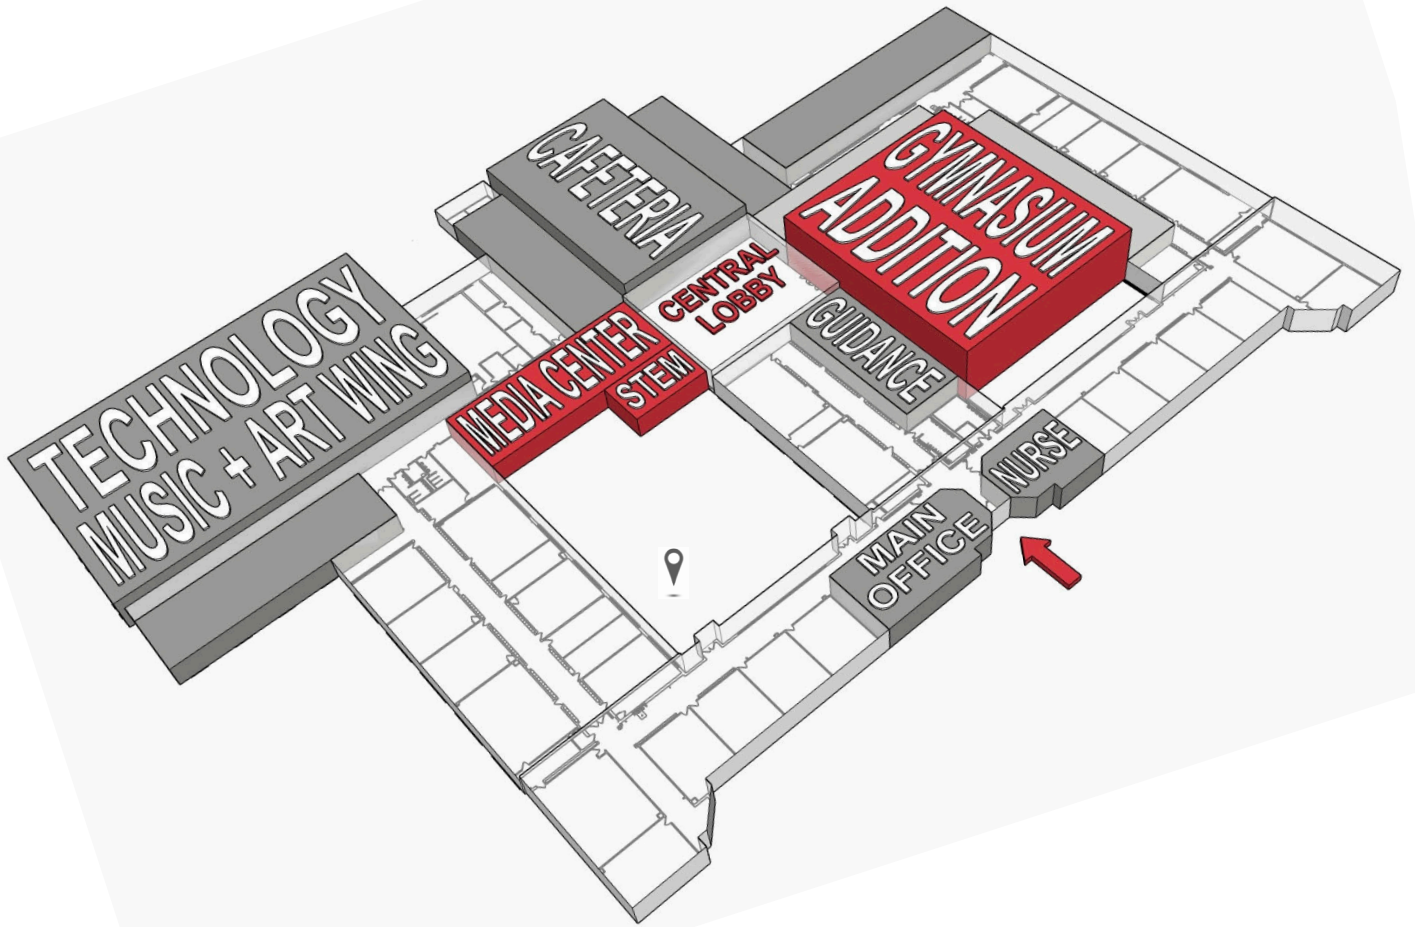 CAFETERIA
GYMNASIUM
ADDITION
CENTRAL
LOBBY
TECHNOLOGY
MUSIC + ART WING
MEDIA CENTER
STEM
GUIDANCE
NURSE
MAIN
OFFICE